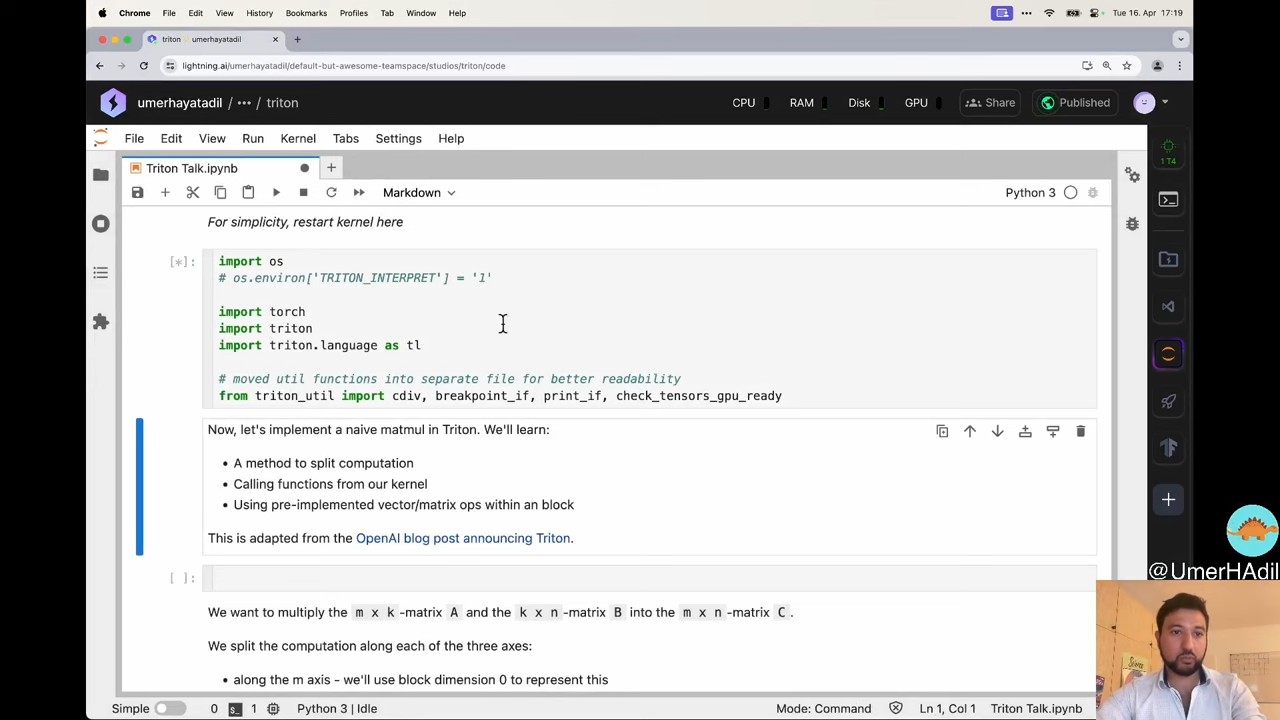 Chrome File Edit View History Bookmarks Profiles Tab Window Help Tue 16. Apr 17:19
triton umerhayatadil
lightning.ai/umerhayatadil/default-but-awesome-teamspace/studios/triton/code
umerhayatadil / ••• / triton CPU RAM Disk GPU Share Published
File Edit View Run Kernel Tabs Settings Help
1 T4
Triton Talk.ipynb
Markdown Python 3
For simplicity, restart kernel here
[*]: import os
# os.environ['TRITON_INTERPRET'] = '1'
import torch
import triton
import triton.language as tl
# moved util functions into separate file for better readability
from triton_util import cdiv, breakpoint_if, print_if, check_tensors_gpu_ready
Now, let's implement a naive matmul in Triton. We'll learn:
• A method to split computation
• Calling functions from our kernel
• Using pre-implemented vector/matrix ops within an block
This is adapted from the OpenAI blog post announcing Triton.
[ ]:
@UmerHAdil
We want to multiply the m x k-matrix A and the k x n-matrix B into the m x n-matrix C.
We split the computation along each of the three axes:
• along the m axis - we'll use block dimension 0 to represent this
Simple 0 1 Python 3 | Idle Mode: Command Ln 1, Col 1 Triton Talk.ipynb